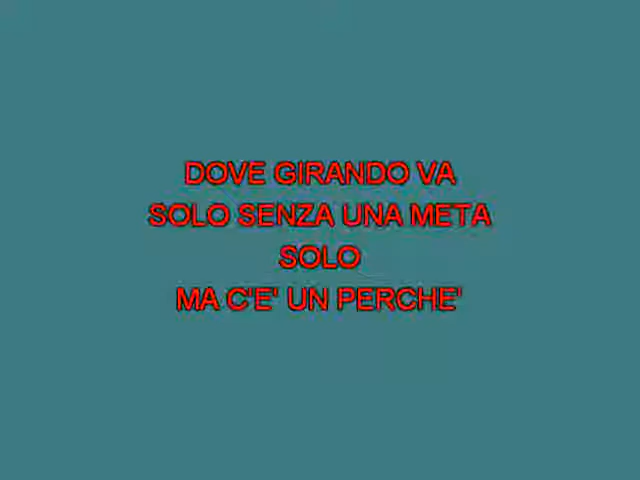 DOVE GIRANDO VA
SOLO SENZA UNA META
SOLO
MA C'E' UN PERCHE'